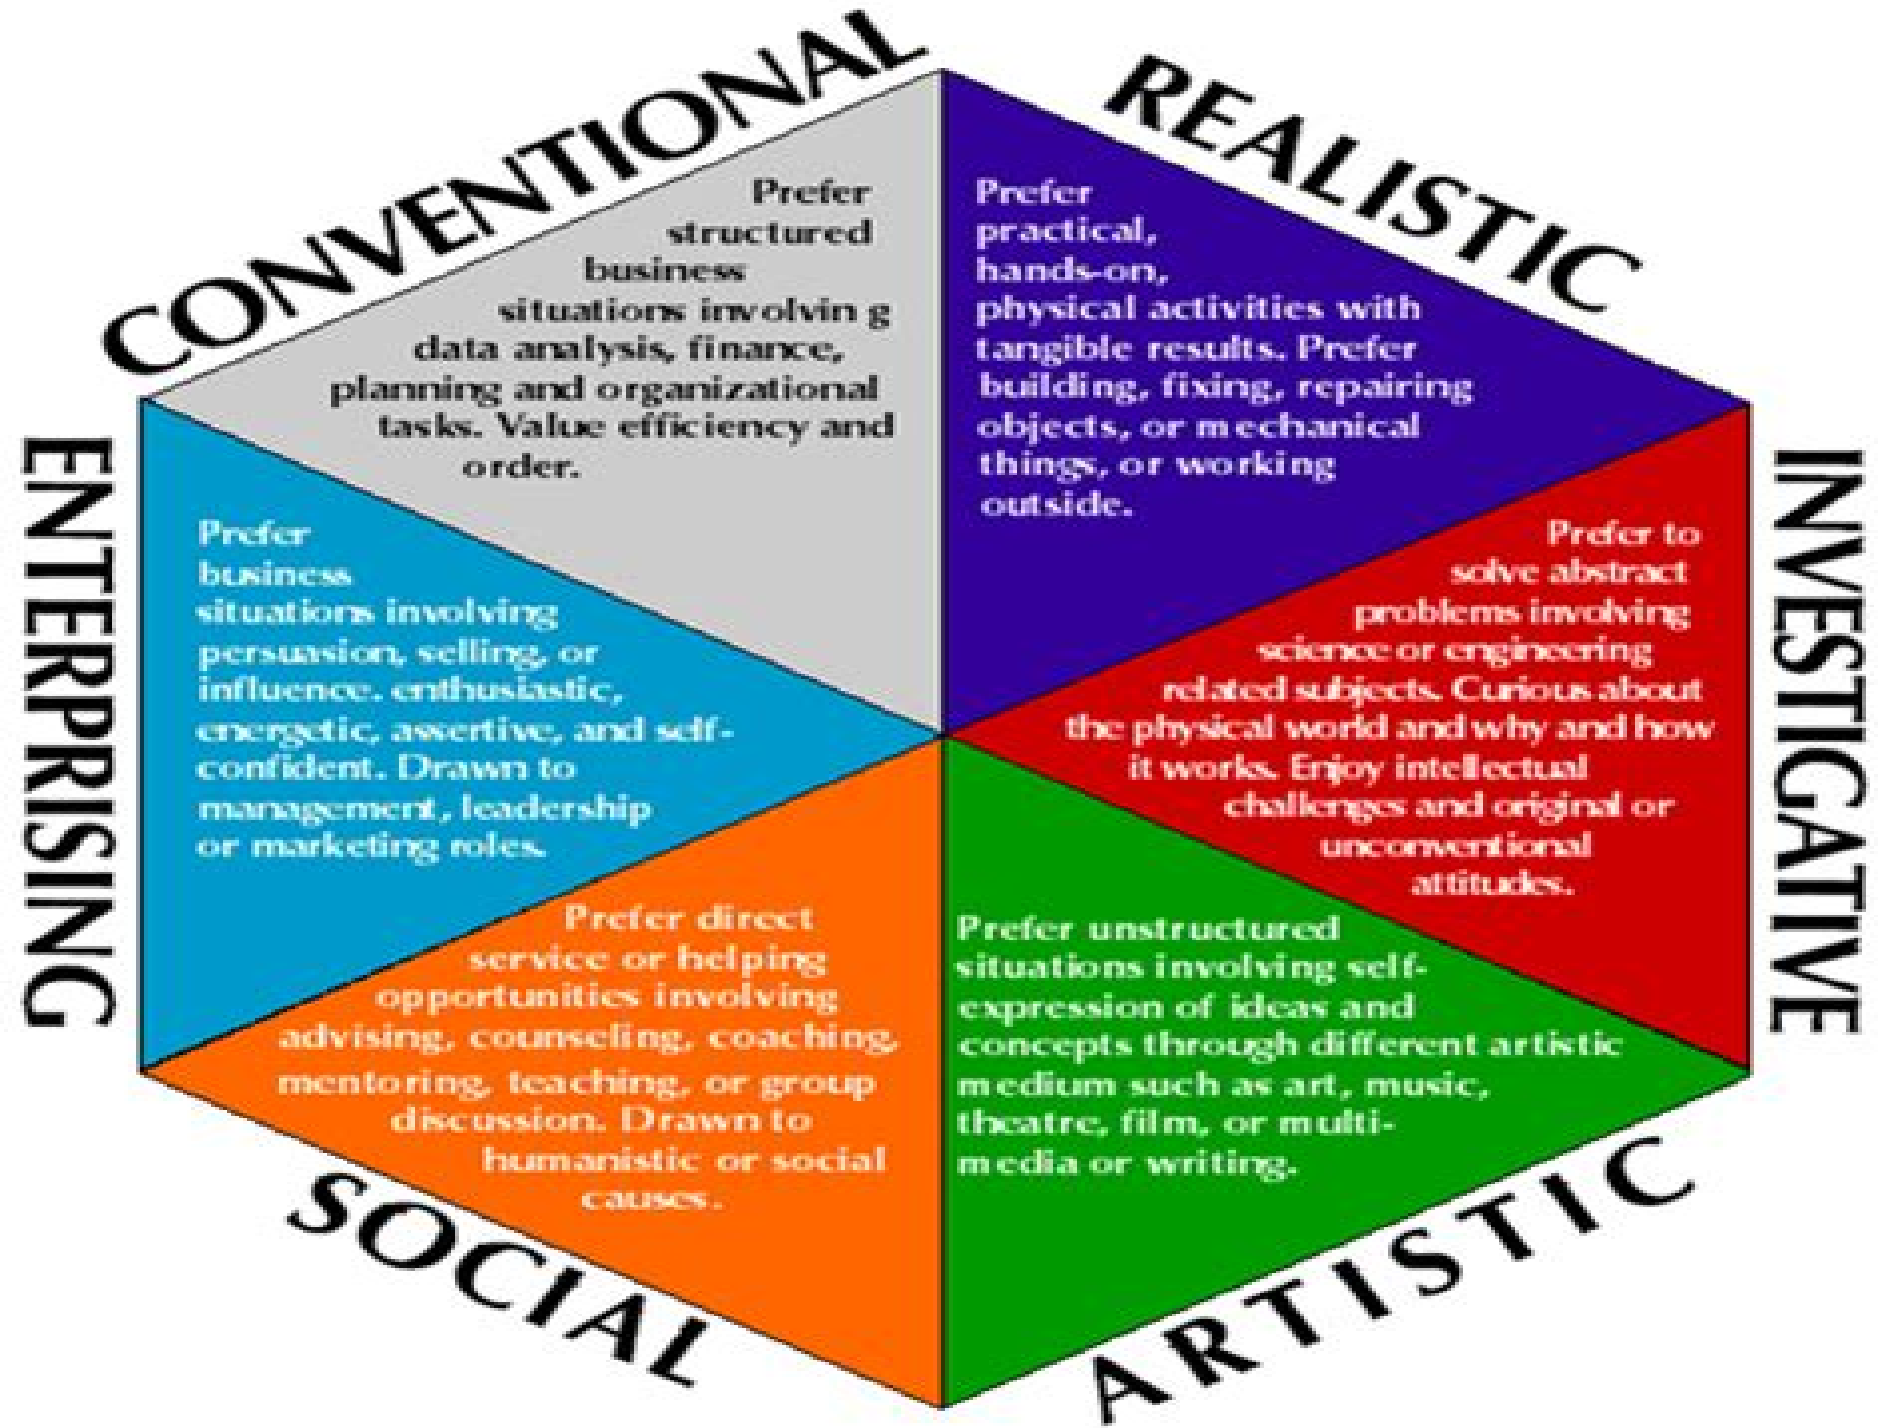 CONVENTIONAL
Prefer
structured
business
situations involvin g
data analysis, finance,
planning and organizational
tasks. Value efficiency and
order.
REALISTIC
Prefer
practical,
hands-on,
physical activities with
tangible results. Prefer
building, fixing, repairing
objects, or mechanical
things, or working
outside.
INVESTIGATIVE
Prefer to
solve abstract
problems involving
science or engineering
related subjects. Curious about
the physical world and why and how
it works. Enjoy intellectual
challenges and original or
unconventional
attitudes.
ARTISTIC
Prefer unstructured
situations involving self-
expression of ideas and
concepts through different artistic
medium such as art, music,
theatre, film, or multi-
media or writing.
SOCIAL
Prefer direct
service or helping
opportunities involving
advising, counseling, coaching,
mentoring, teaching, or group
discussion. Drawn to
humanistic or social
causes.
ENTERPRISING
Prefer
business
situations involving
persuasion, selling, or
influence. enthusiastic,
energetic, assertive, and self-
confident. Drawn to
management, leadership
or marketing roles.